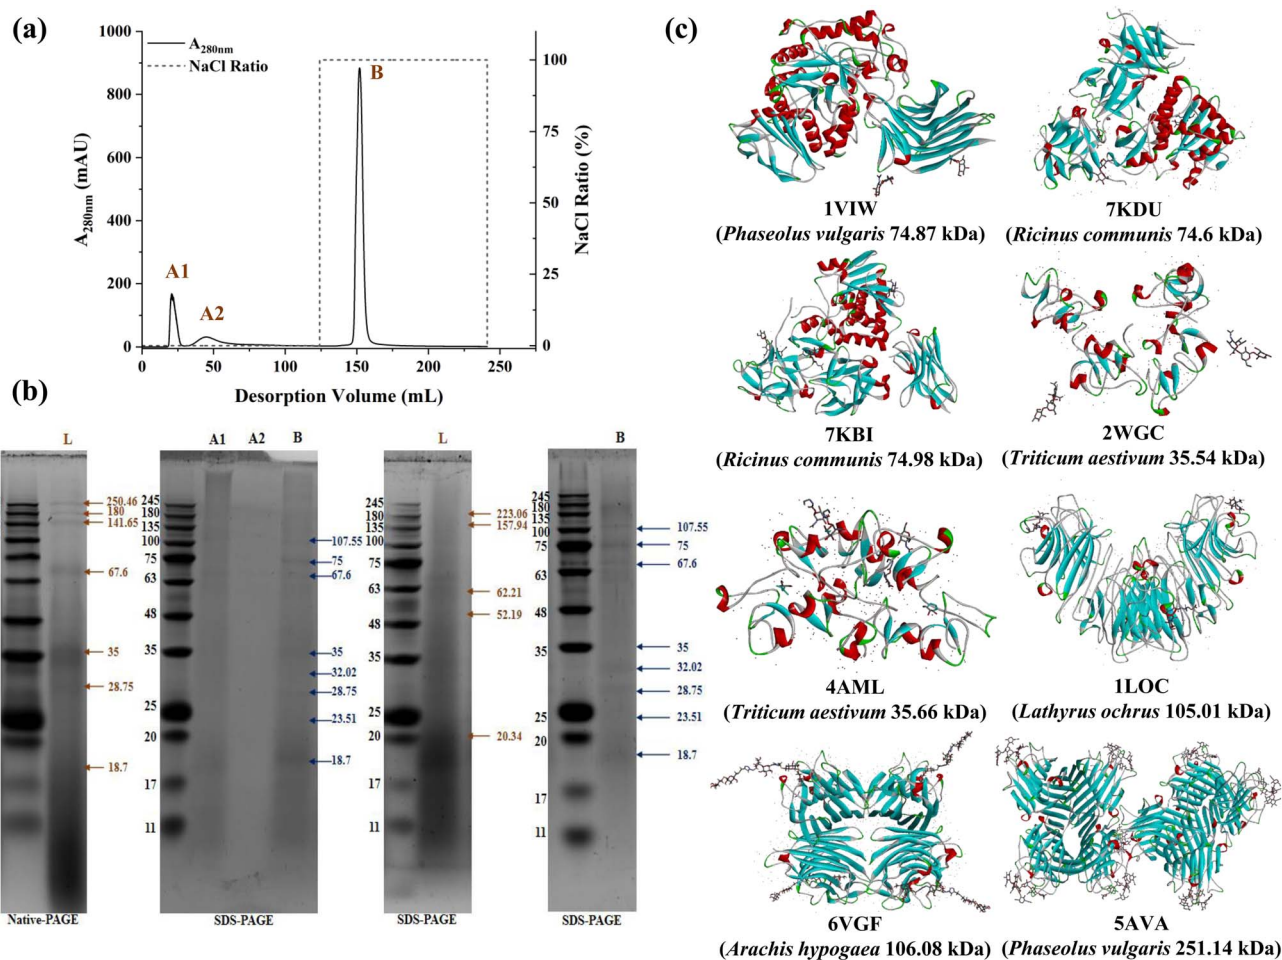 (a)
1000
800
600
400
200
0
A280nm (mAU)
A280nm
NaCl Ratio
A1
A2
B
100
75
50
25
0
NaCl Ratio (%)
0
50
100
150
200
250
Desorption Volume (mL)
(b)
L
250.46
180
141.65
67.6
35
28.75
18.7
Native-PAGE
A1
A2
B
245
180
135
100
75
63
48
35
25
20
17
11
107.55
75
67.6
35
32.02
28.75
23.51
18.7
SDS-PAGE
L
245
180
135
100
75
63
48
35
25
20
17
11
223.06
157.94
62.21
52.19
20.34
SDS-PAGE
B
245
180
135
100
75
63
48
35
25
20
17
11
107.55
75
67.6
35
32.02
28.75
23.51
18.7
SDS-PAGE
(c)
1VIW
(Phaseolus vulgaris 74.87 kDa)
7KDU
(Ricinus communis 74.6 kDa)
7KBI
(Ricinus communis 74.98 kDa)
2WGC
(Triticum aestivum 35.54 kDa)
4AML
(Triticum aestivum 35.66 kDa)
1LOC
(Lathyrus ochrus 105.01 kDa)
6VGF
(Arachis hypogaea 106.08 kDa)
5AVA
(Phaseolus vulgaris 251.14 kDa)